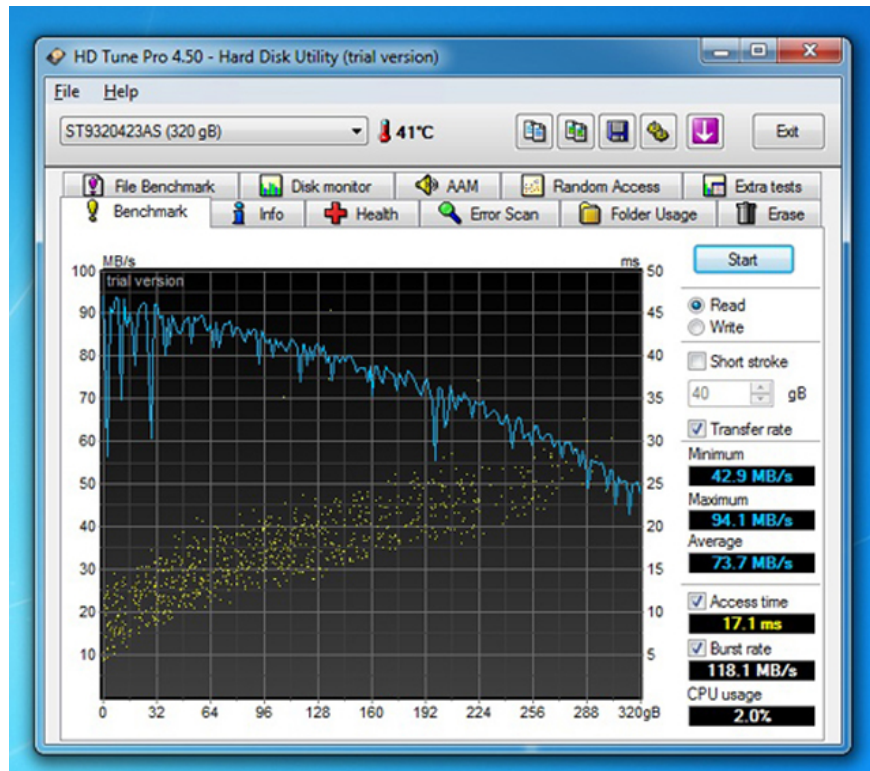 HD Tune Pro 4.50 - Hard Disk Utility (trial version)
File Help
ST9320423AS (320 gB) 41°C Exit
File Benchmark Disk monitor AAM Random Access Extra tests
Benchmark Info Health Error Scan Folder Usage Erase
Start
Read
Write
Short stroke
40 gB
Transfer rate
Minimum
42.9 MB/s
Maximum
94.1 MB/s
Average
73.7 MB/s
Access time
17.1 ms
Burst rate
118.1 MB/s
CPU usage
2.0%
MB/s ms
trial version
100 50
90 45
80 40
70 35
60 30
50 25
40 20
30 15
20 10
10 5
0 32 64 96 128 160 192 224 256 288 320gB